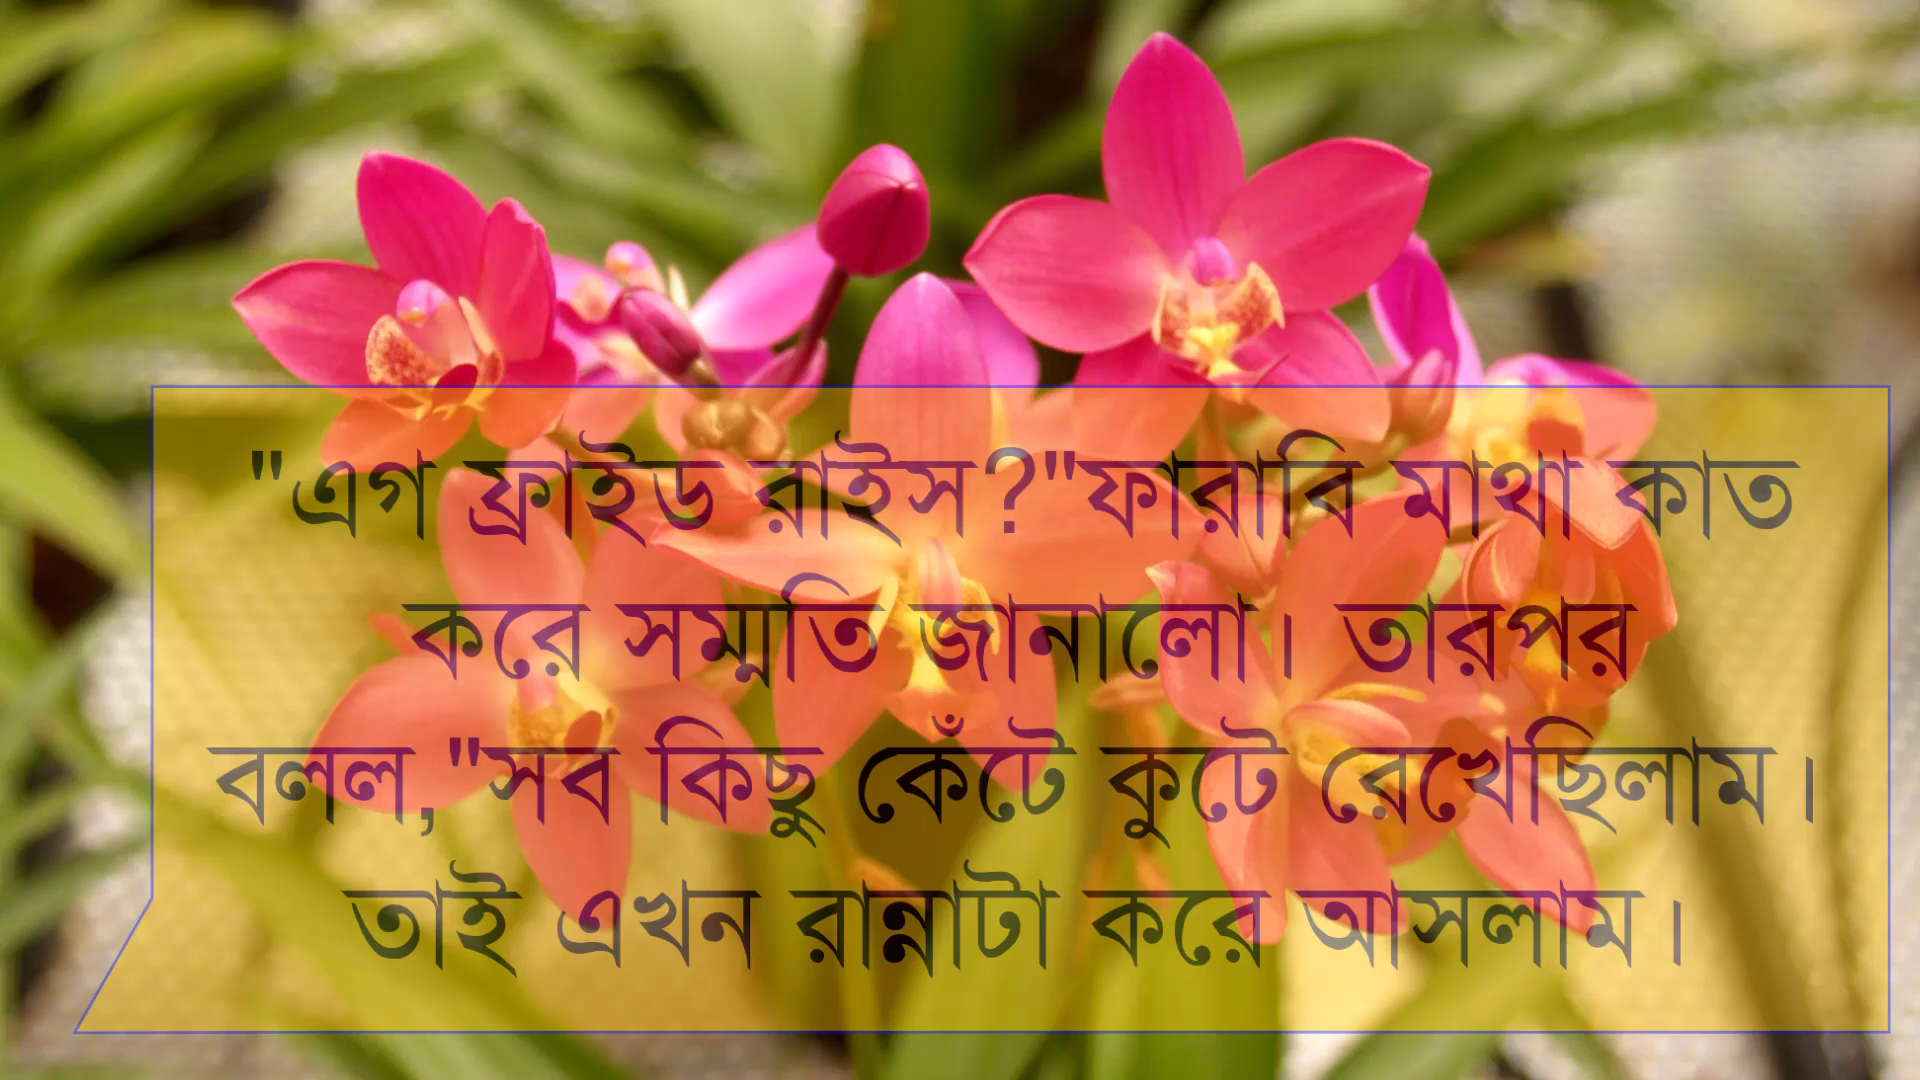 "এগ ফ্রাইড রাইস?"ফারাবি মাথা কাত
করে সম্মতি জানালো। তারপর
বলল,"সব কিছু কেঁটে কুটে রেখেছিলাম।
তাই এখন রান্নাটা করে আসলাম।